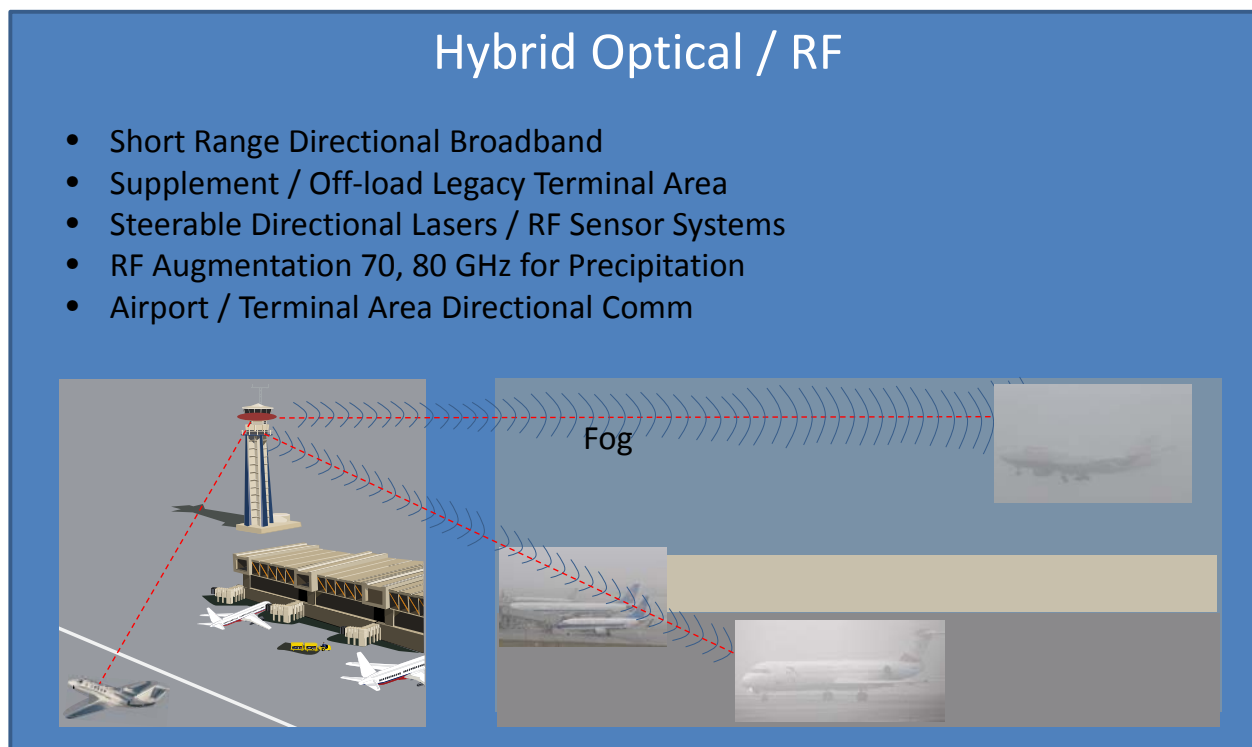 Hybrid Optical / RF
• Short Range Directional Broadband
• Supplement / Off-load Legacy Terminal Area
• Steerable Directional Lasers / RF Sensor Systems
• RF Augmentation 70, 80 GHz for Precipitation
• Airport / Terminal Area Directional Comm
Fog